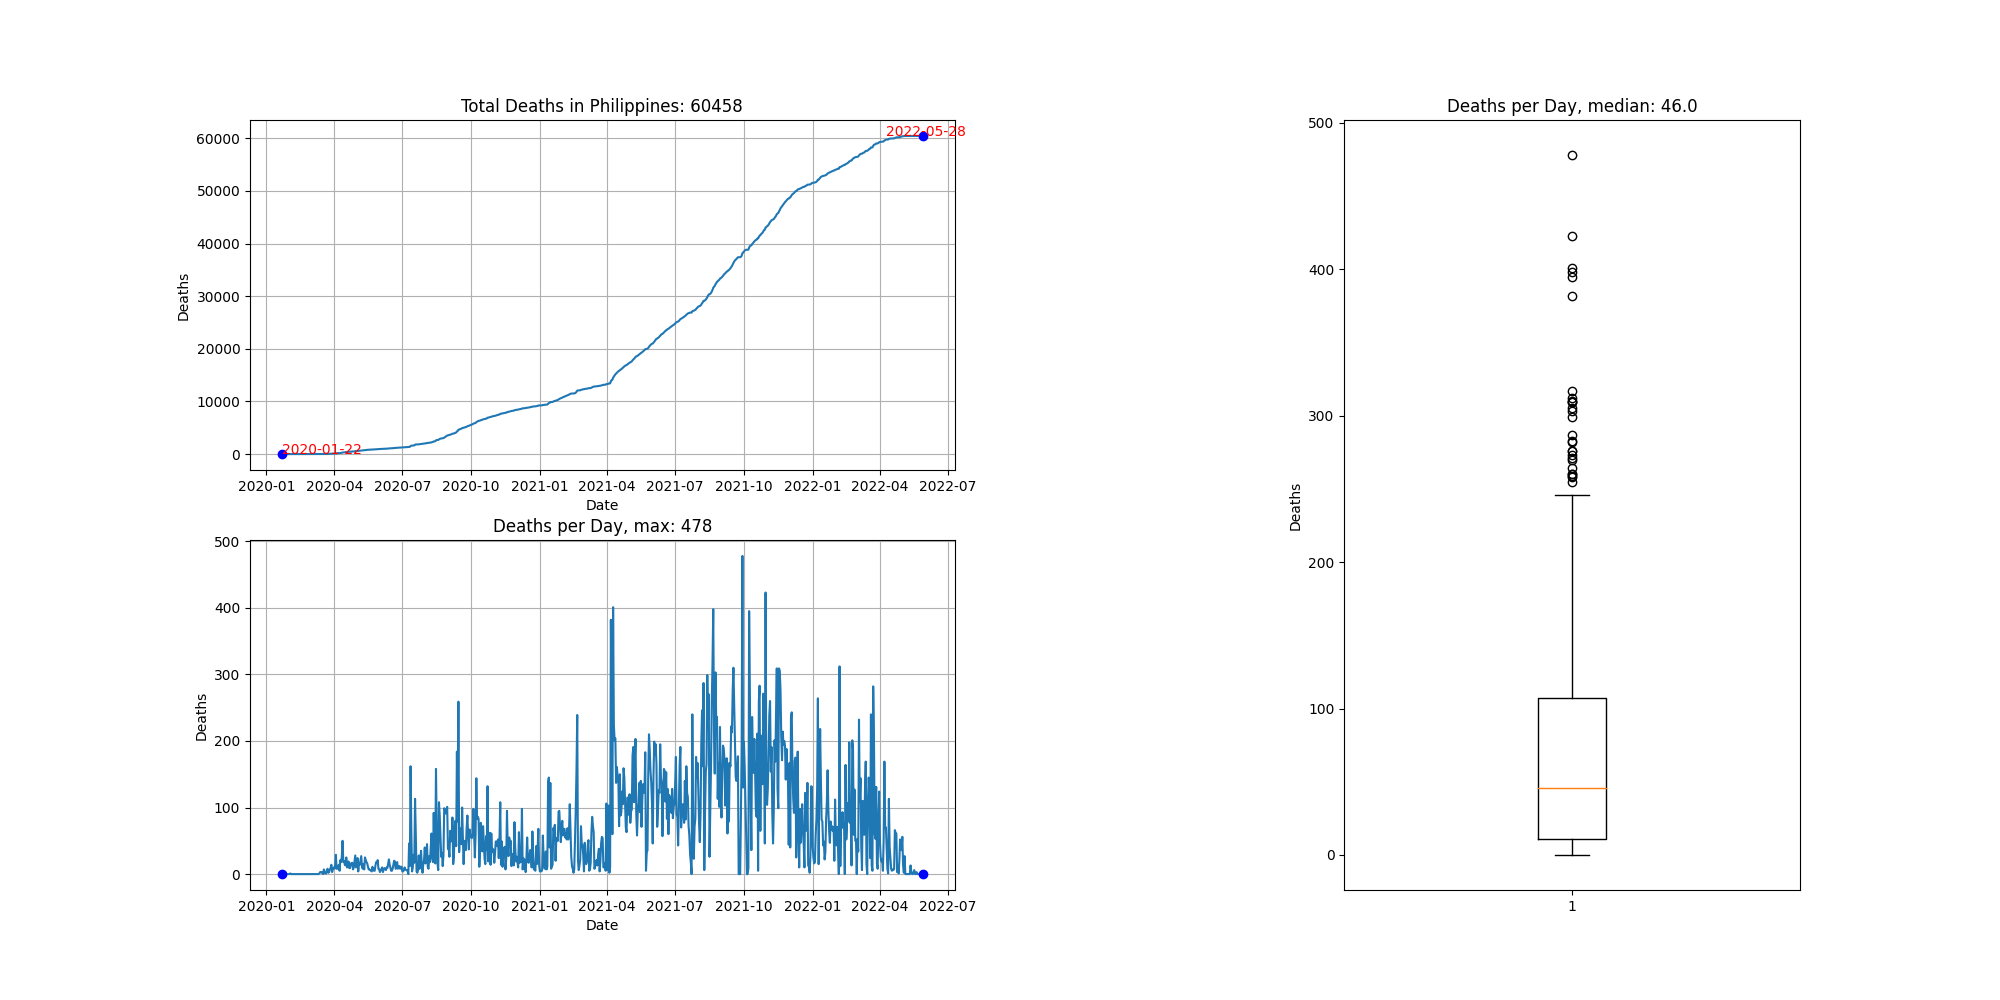 Total Deaths in Philippines: 60458
2022-05-28
60000
50000
40000
30000
20000
10000
0
Deaths
2020-01-22
2020-01 2020-04 2020-07 2020-10 2021-01 2021-04 2021-07 2021-10 2022-01 2022-04 2022-07
Date
Deaths per Day, max: 478
500
400
300
200
100
0
Deaths
2020-01 2020-04 2020-07 2020-10 2021-01 2021-04 2021-07 2021-10 2022-01 2022-04 2022-07
Date
Deaths per Day, median: 46.0
500
400
300
200
100
0
Deaths
1